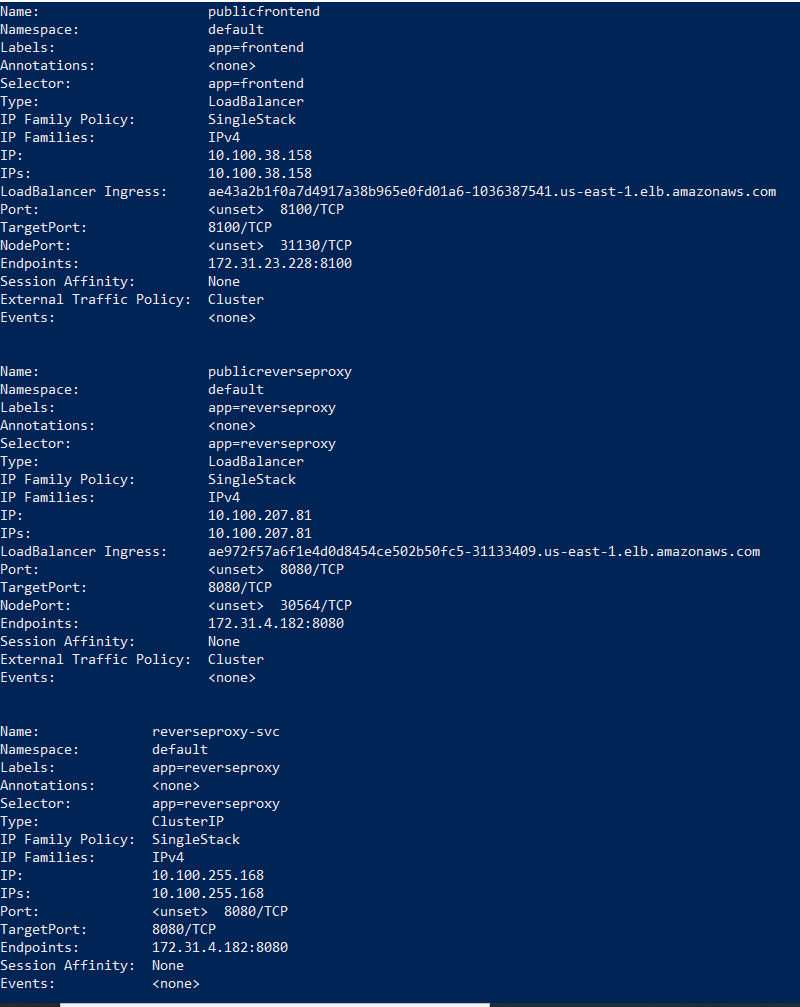 Name:                     publicfrontend
Namespace:                default
Labels:                   app=frontend
Annotations:              <none>
Selector:                 app=frontend
Type:                     LoadBalancer
IP Family Policy:         SingleStack
IP Families:              IPv4
IP:                       10.100.38.158
IPs:                      10.100.38.158
LoadBalancer Ingress:     ae43a2b1f0a7d4917a38b965e0fd01a6-1036387541.us-east-1.elb.amazonaws.com
Port:                     <unset>  8100/TCP
TargetPort:               8100/TCP
NodePort:                 <unset>  31130/TCP
Endpoints:                172.31.23.228:8100
Session Affinity:         None
External Traffic Policy:  Cluster
Events:                   <none>
Name:                     publicreverseproxy
Namespace:                default
Labels:                   app=reverseproxy
Annotations:              <none>
Selector:                 app=reverseproxy
Type:                     LoadBalancer
IP Family Policy:         SingleStack
IP Families:              IPv4
IP:                       10.100.207.81
IPs:                      10.100.207.81
LoadBalancer Ingress:     ae972f57a6f1e4d0d8454ce502b50fc5-31133409.us-east-1.elb.amazonaws.com
Port:                     <unset>  8080/TCP
TargetPort:               8080/TCP
NodePort:                 <unset>  30564/TCP
Endpoints:                172.31.4.182:8080
Session Affinity:         None
External Traffic Policy:  Cluster
Events:                   <none>
Name:              reverseproxy-svc
Namespace:         default
Labels:            app=reverseproxy
Annotations:       <none>
Selector:          app=reverseproxy
Type:              ClusterIP
IP Family Policy:  SingleStack
IP Families:       IPv4
IP:                10.100.255.168
IPs:               10.100.255.168
Port:              <unset>  8080/TCP
TargetPort:        8080/TCP
Endpoints:         172.31.4.182:8080
Session Affinity:  None
Events:            <none>